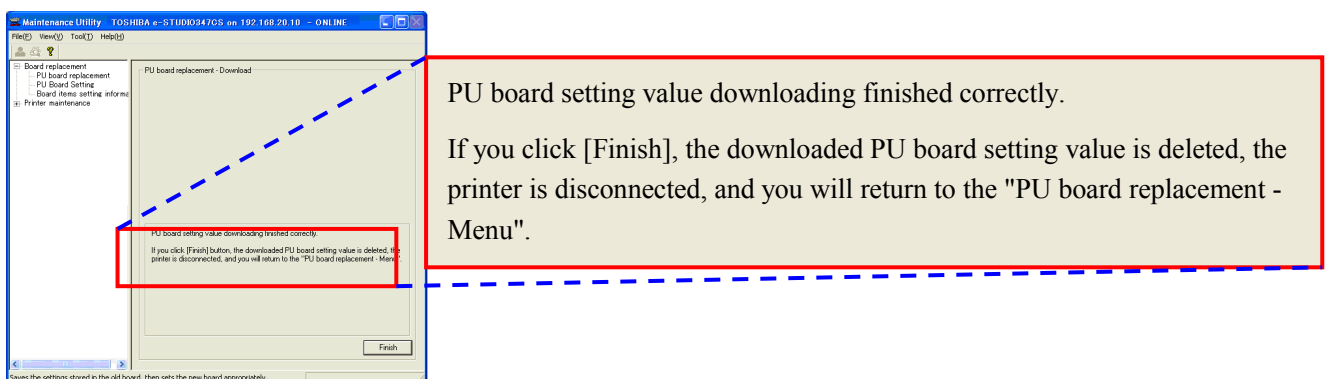 Maintenance Utility TOSHIBA e-STUDIO347CS on 192.168.20.10 - ONLINE
File(F) View(V) Tool(T) Help(H)
Board replacement
PU board replacement
PU Board Setting
Board items setting informa
Printer maintenance
PU board replacement - Download
PU board setting value downloading finished correctly.
If you click [Finish] button, the downloaded PU board setting value is deleted, the
printer is disconnected, and you will return to the "PU board replacement - Menu".
Finish
Saves the settings stored in the old board, then sets the new board appropriately.
PU board setting value downloading finished correctly.
If you click [Finish], the downloaded PU board setting value is deleted, the
printer is disconnected, and you will return to the "PU board replacement -
Menu".